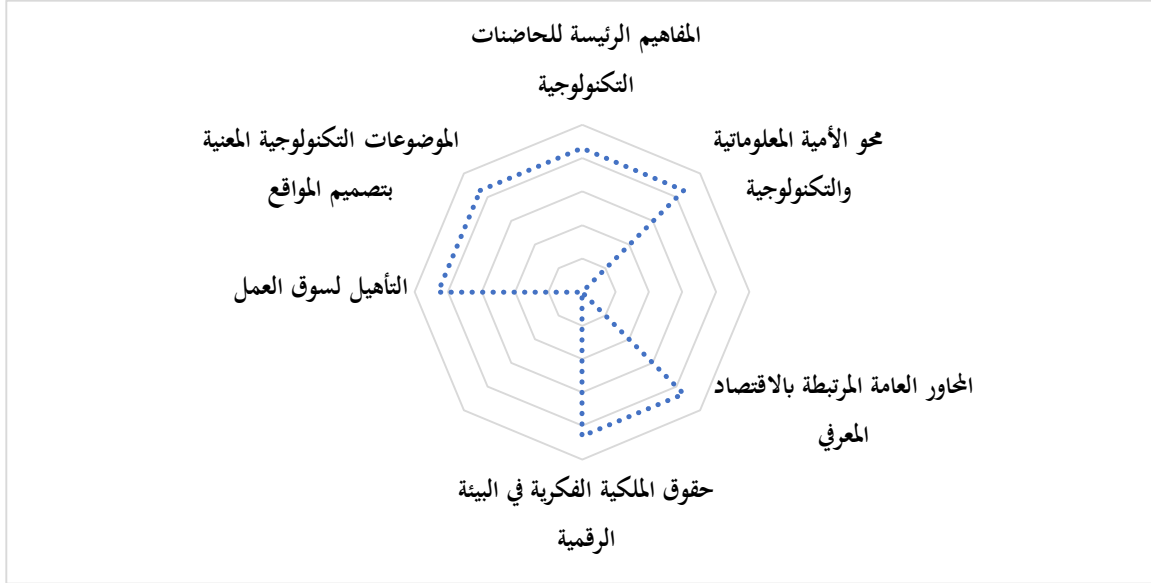 المفاهيم الرئيسة للحاضنات
التكنولوجية
محو الأمية المعلوماتية
والتكنولوجية
المحاور العامة المرتبطة بالاقتصاد
المعرفي
حقوق الملكية الفكرية في البيئة
الرقمية
التأهيل لسوق العمل
الموضوعات التكنولوجية المعنية
بتصميم المواقع